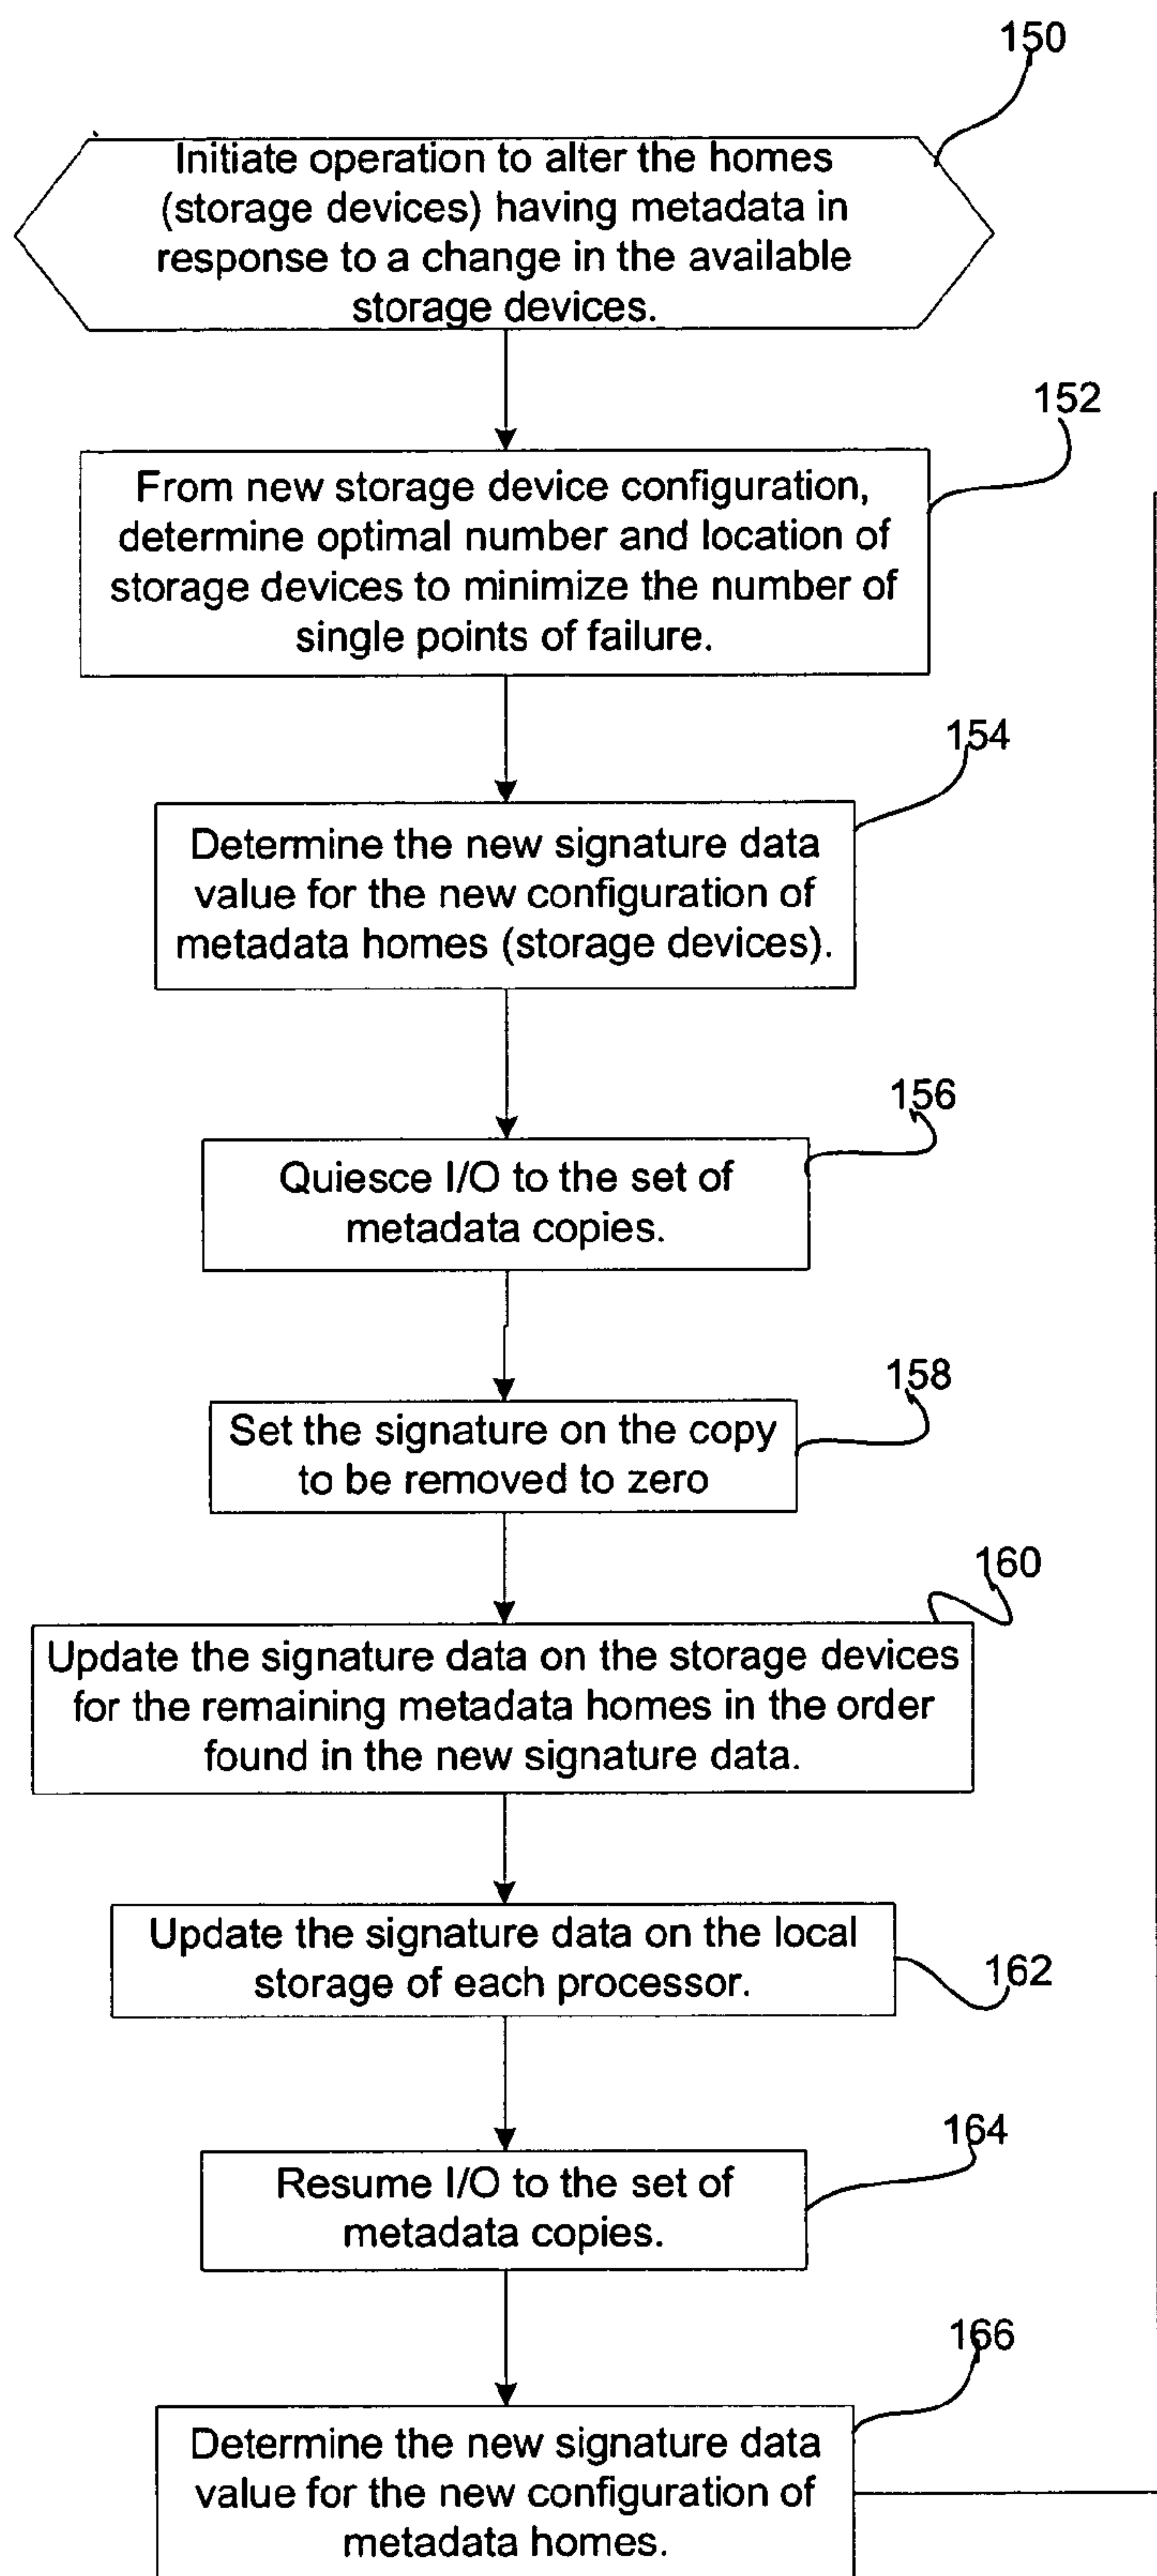 150
Initiate operation to alter the homes
(storage devices) having metadata in
response to a change in the available
storage devices.
152
From new storage device configuration,
determine optimal number and location of
storage devices to minimize the number of
single points of failure.
154
Determine the new signature data
value for the new configuration of
metadata homes (storage devices).
156
Quiesce I/O to the set of
metadata copies.
158
Set the signature on the copy
to be removed to zero
160
Update the signature data on the storage devices
for the remaining metadata homes in the order
found in the new signature data.
Update the signature data on the local
storage of each processor.
162
164
Resume I/O to the set of
metadata copies.
166
Determine the new signature data
value for the new configuration of
metadata homes.